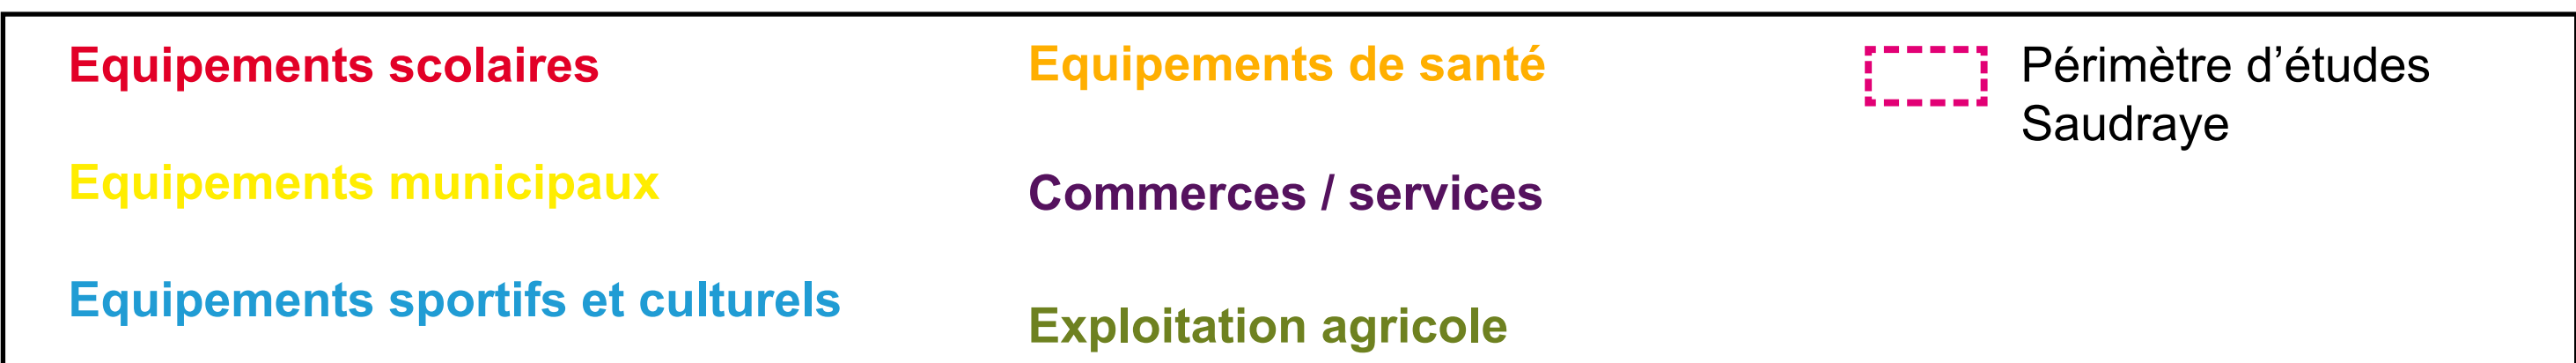 Equipements scolaires
Equipements municipaux
Equipements sportifs et culturels
Equipements de santé
Commerces / services
Exploitation agricole
Périmètre d’études
Saudraye